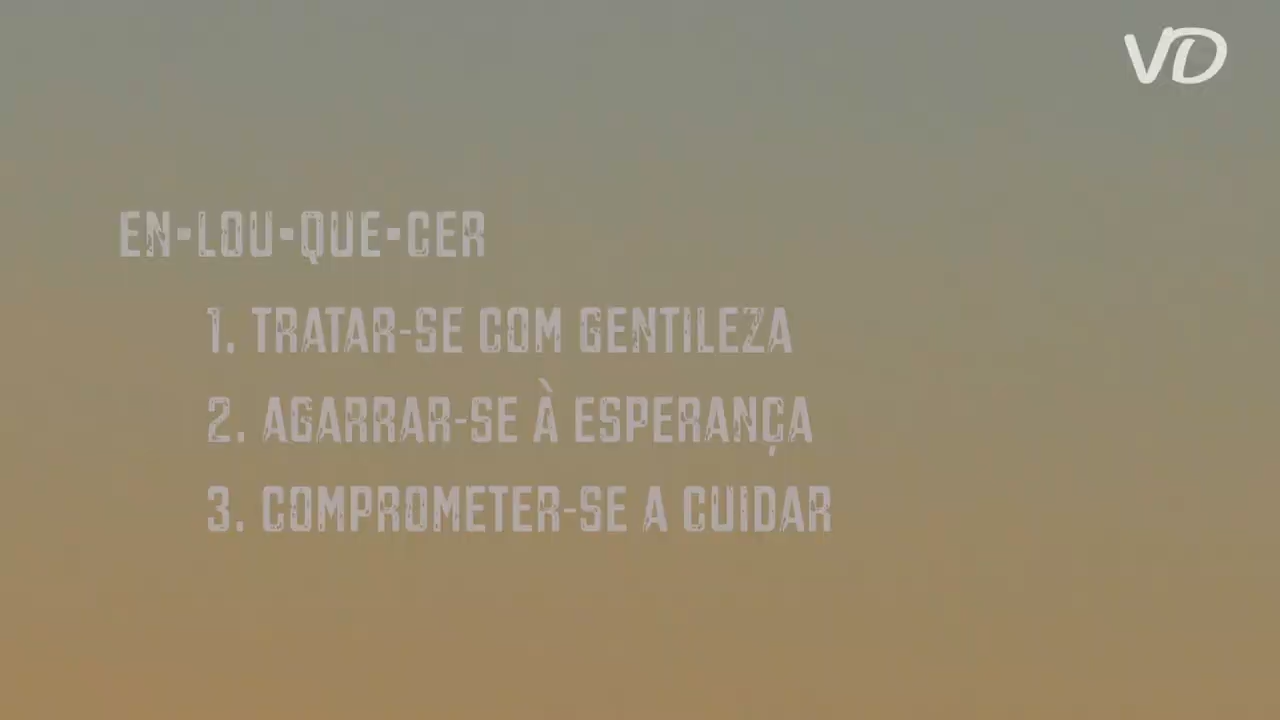 VD
EN·LOU·QUE·CER
1. TRATAR-SE COM GENTILEZA
2. AGARRAR-SE À ESPERANÇA
3. COMPROMETER-SE A CUIDAR